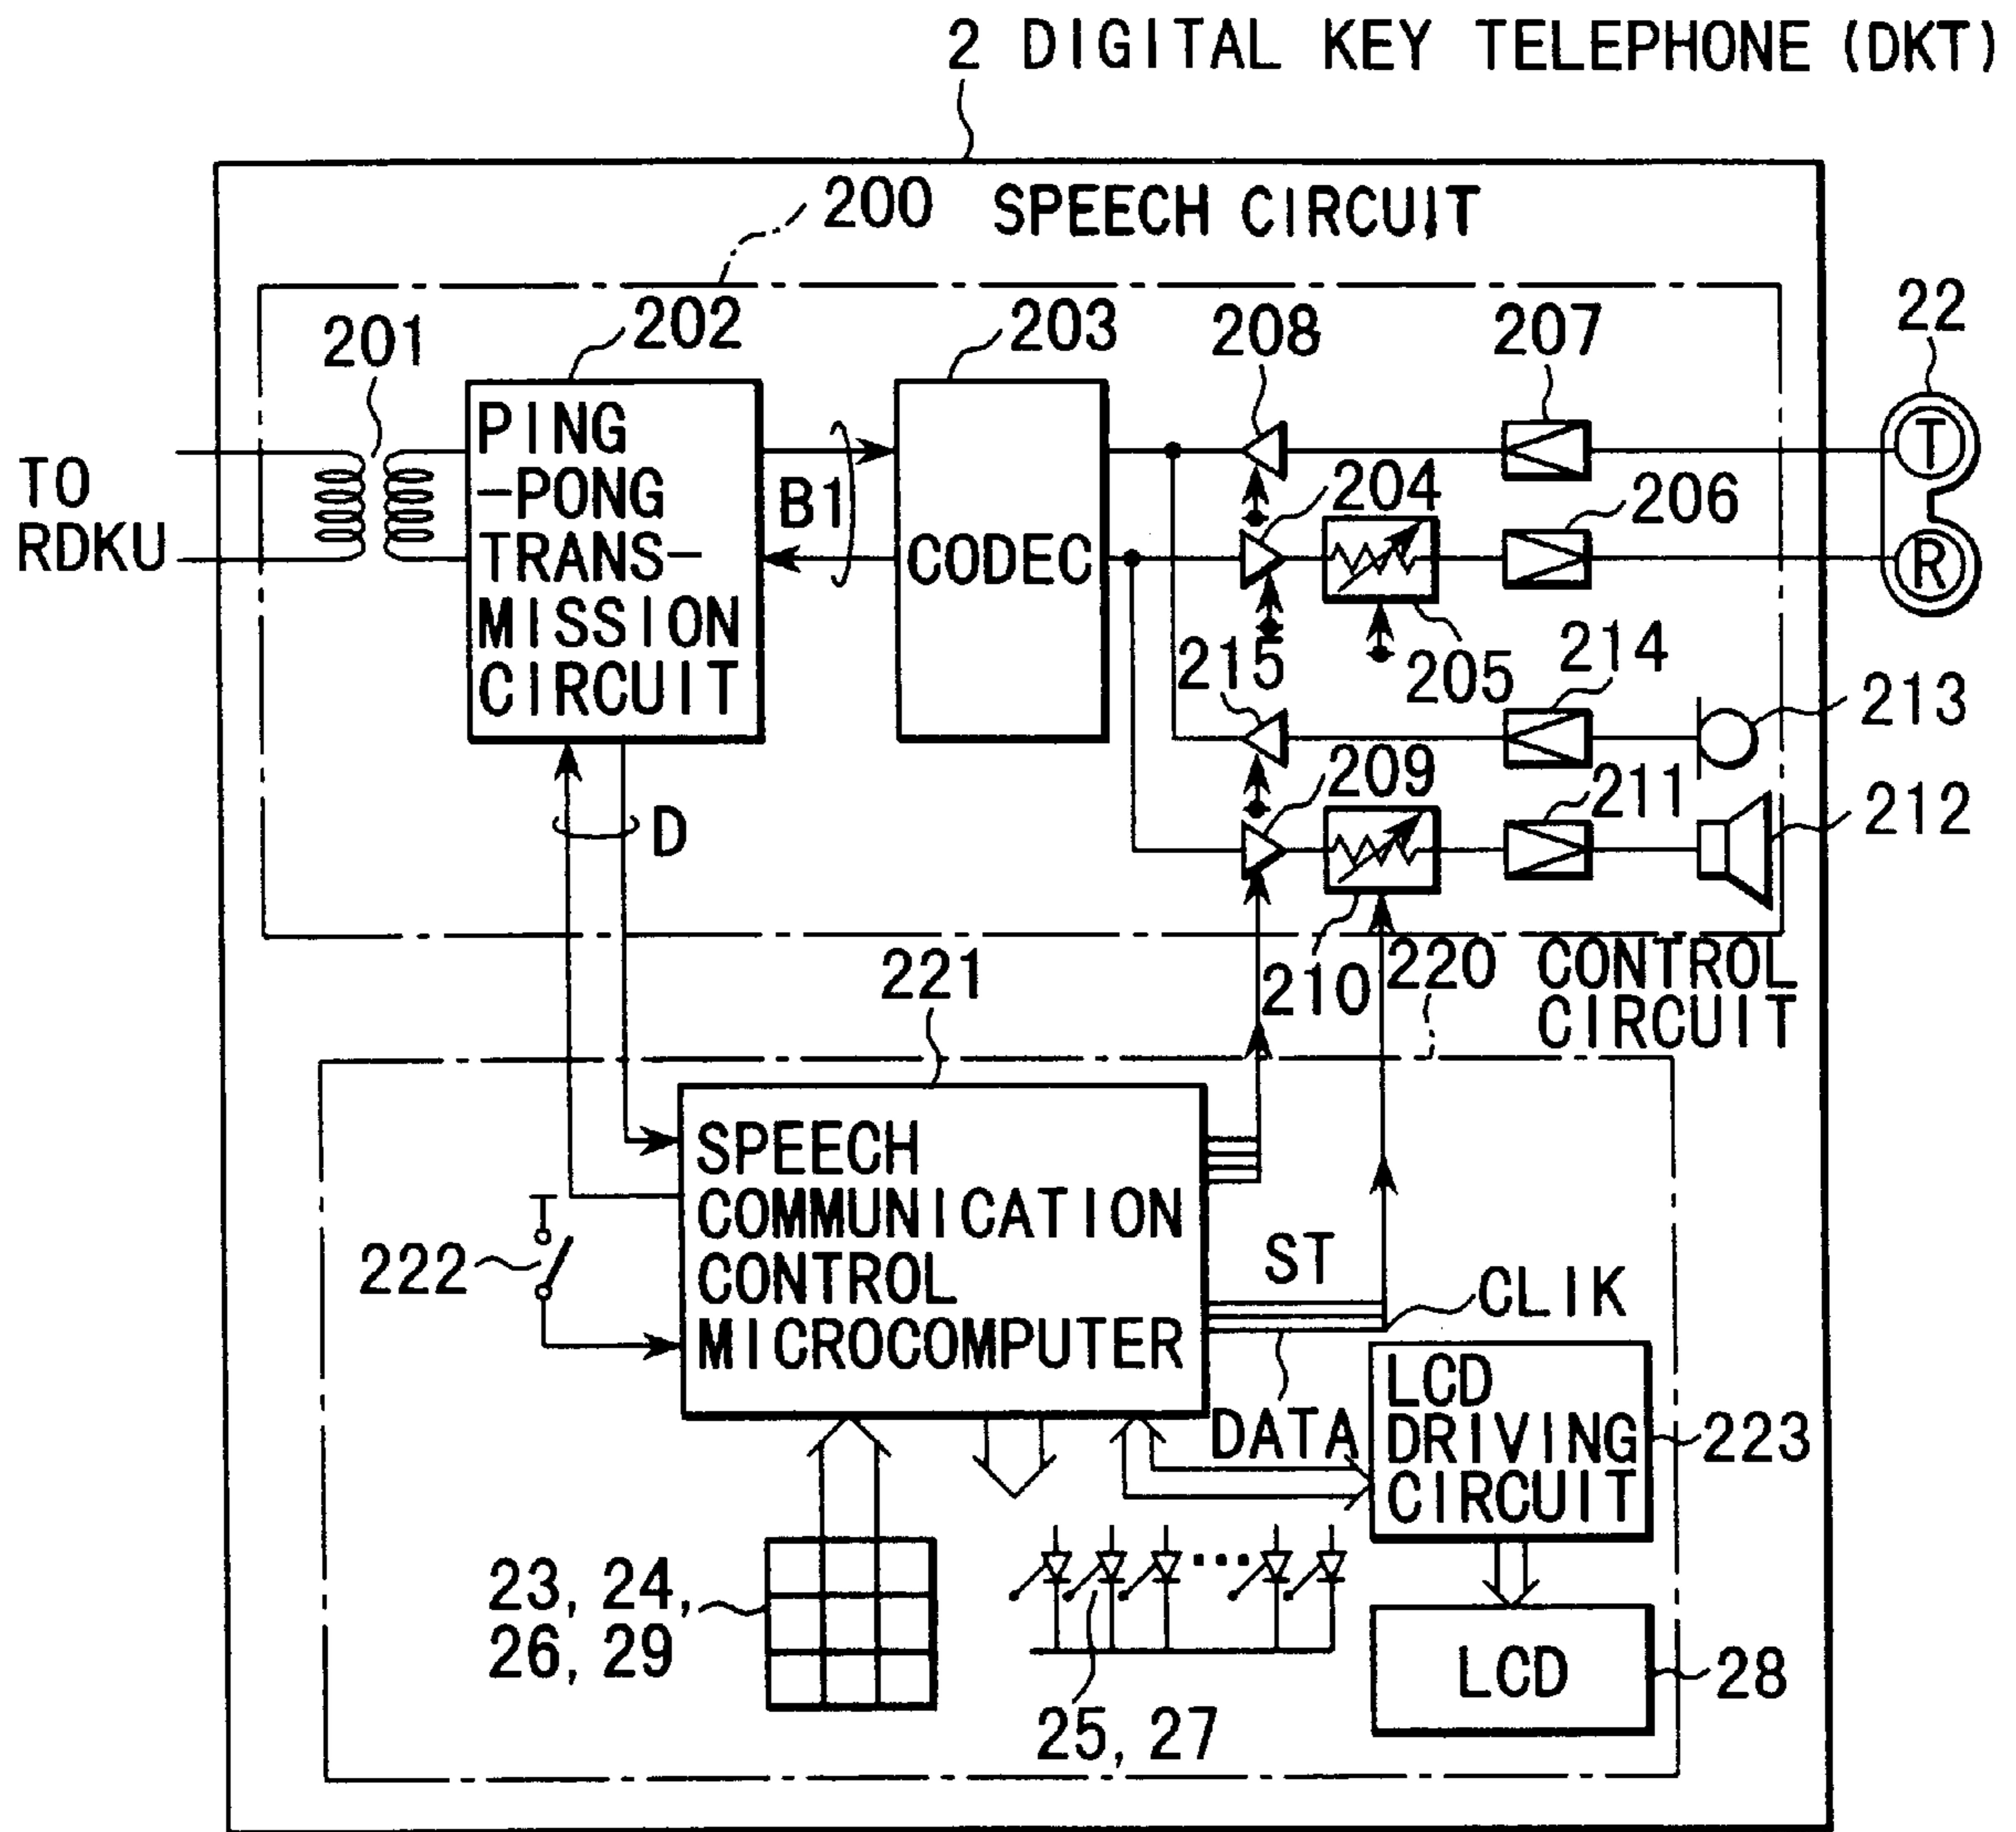 2 DIGITAL KEY TELEPHONE (DKT)
200 SPEECH CIRCUIT
201
202
203
208
207
22
PING
-PONG
TRANS-
MISSION
CIRCUIT
B1
CODEC
204
206
T
R
TO
RDKU
215
205
214
213
209
211
212
D
210
220 CONTROL
CIRCUIT
221
SPEECH
COMMUNICATION
CONTROL
MICROCOMPUTER
222
ST
CLIK
DATA
LCD
DRIVING
CIRCUIT
223
23, 24,
26, 29
25, 27
LCD
28